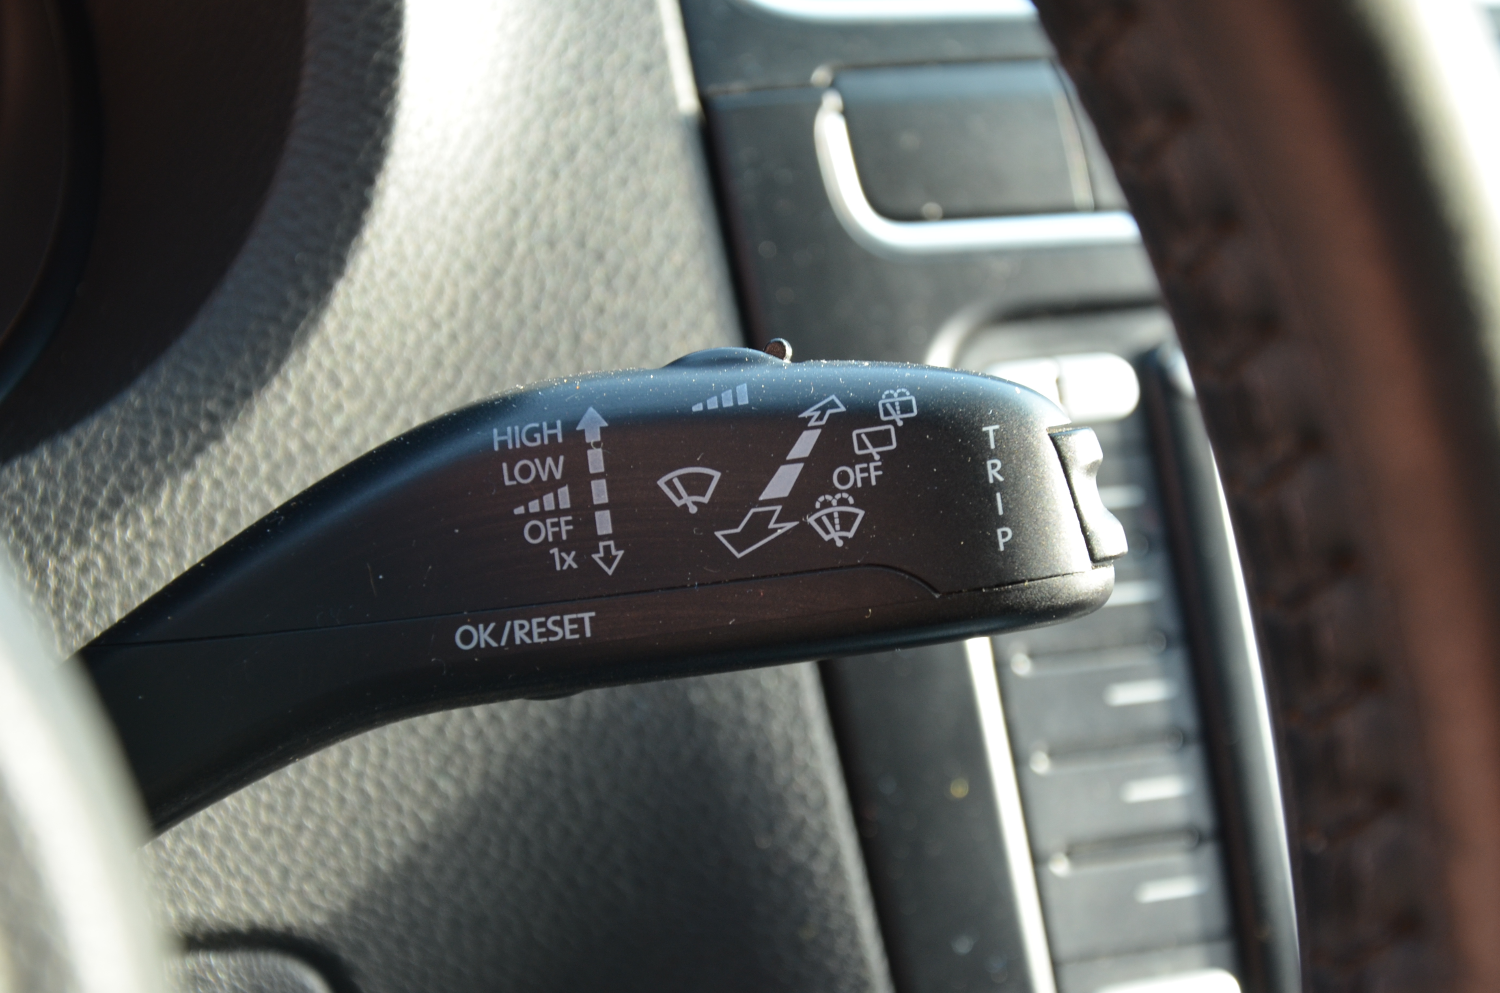 HIGH
LOW
OFF
1x
OFF
TRIP
OK/RESET